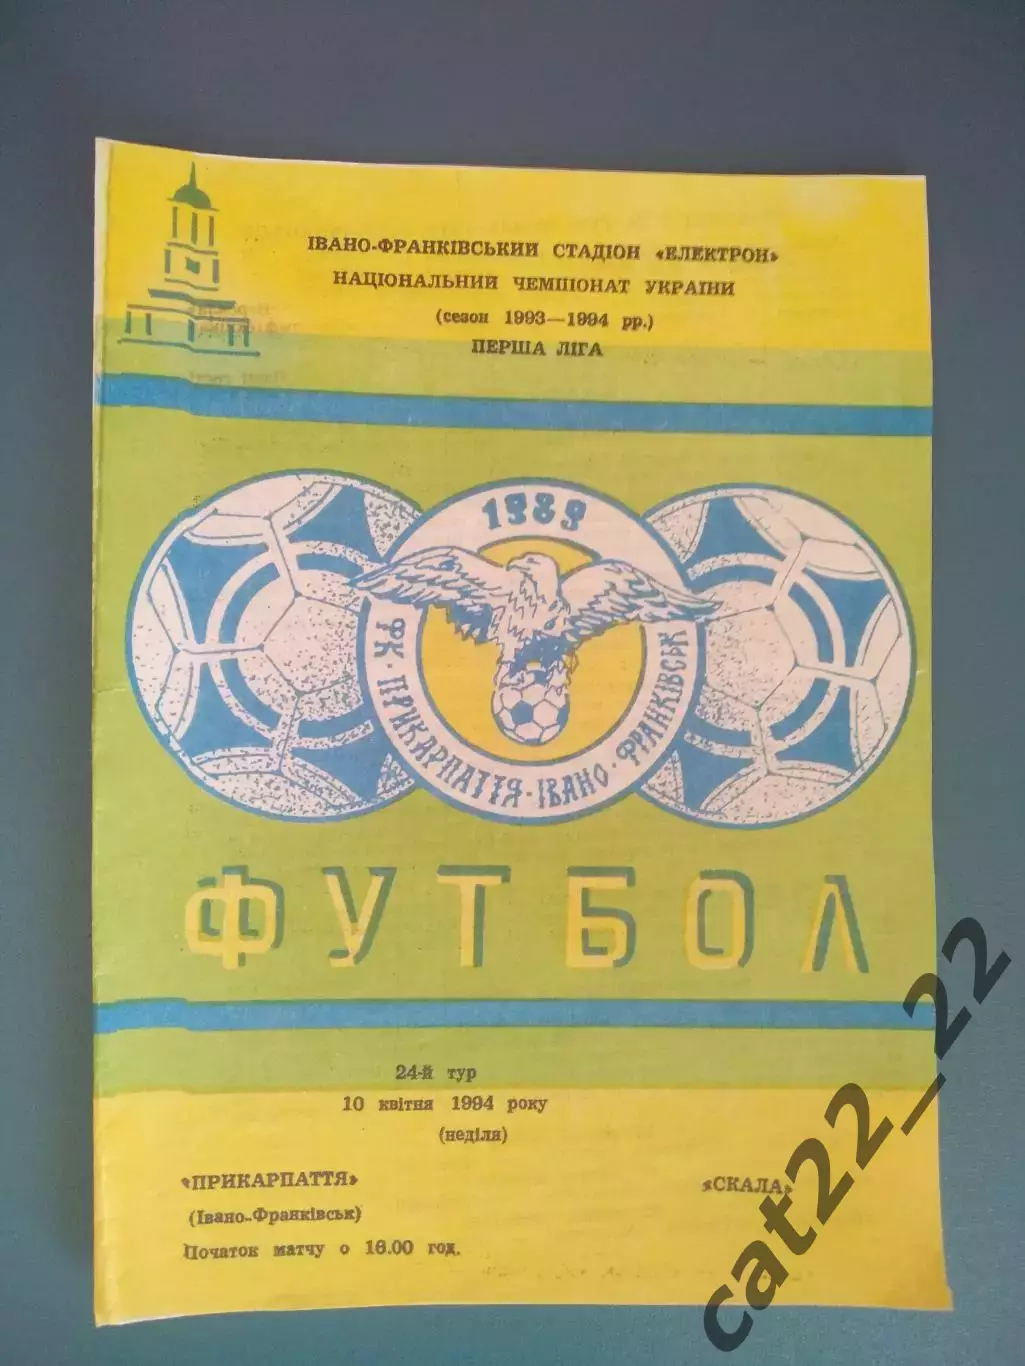 ІВАНО-ФРАНКІВСЬКИЙ СТАДІОН «ЕЛЕКТРОН»
НАЦІОНАЛЬНИЙ ЧЕМПІОНАТ УКРАЇНИ
(сезон 1993—1994 рр.)
ПЕРША ЛІГА
1989
ФК · ПРИКАРПАТТЯ · ІВАНО · ФРАНКІВСЬК
ФУТБОЛ
24-й тур
10 квітня 1994 року
(неділя)
«ПРИКАРПАТТЯ» «СКАЛА»
(Івано-Франківськ)
Початок матчу о 16.00 год.
cat22_22